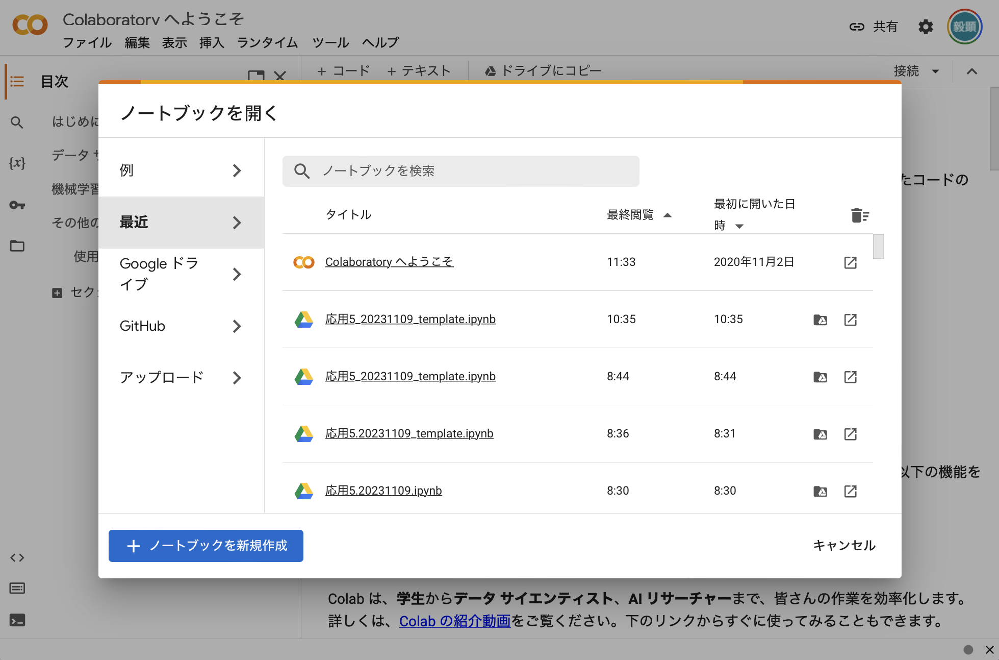 Colaboratory へようこそ
ファイル 編集 表示 挿入 ランタイム ツール ヘルプ
共有
毅顕
目次
+ コード + テキスト ドライブにコピー
接続
はじめに
データ サ
機械学習
その他の
使用
セク
{x}
ノートブックを開く
例
最近
Google ドラ
イブ
GitHub
アップロード
ノートブックを検索
タイトル 最終閲覧 最初に開いた日
時
Colaboratory へようこそ 11:33 2020年11月2日
応用5_20231109_template.ipynb 10:35 10:35
応用5_20231109_template.ipynb 8:44 8:44
応用5.20231109_template.ipynb 8:36 8:31
応用5.20231109.ipynb 8:30 8:30
+ ノートブックを新規作成
キャンセル
たコードの
以下の機能を
Colab は、学生からデータ サイエンティスト、AI リサーチャーまで、皆さんの作業を効率化します。
詳しくは、Colab の紹介動画をご覧ください。下のリンクからすぐに使ってみることもできます。